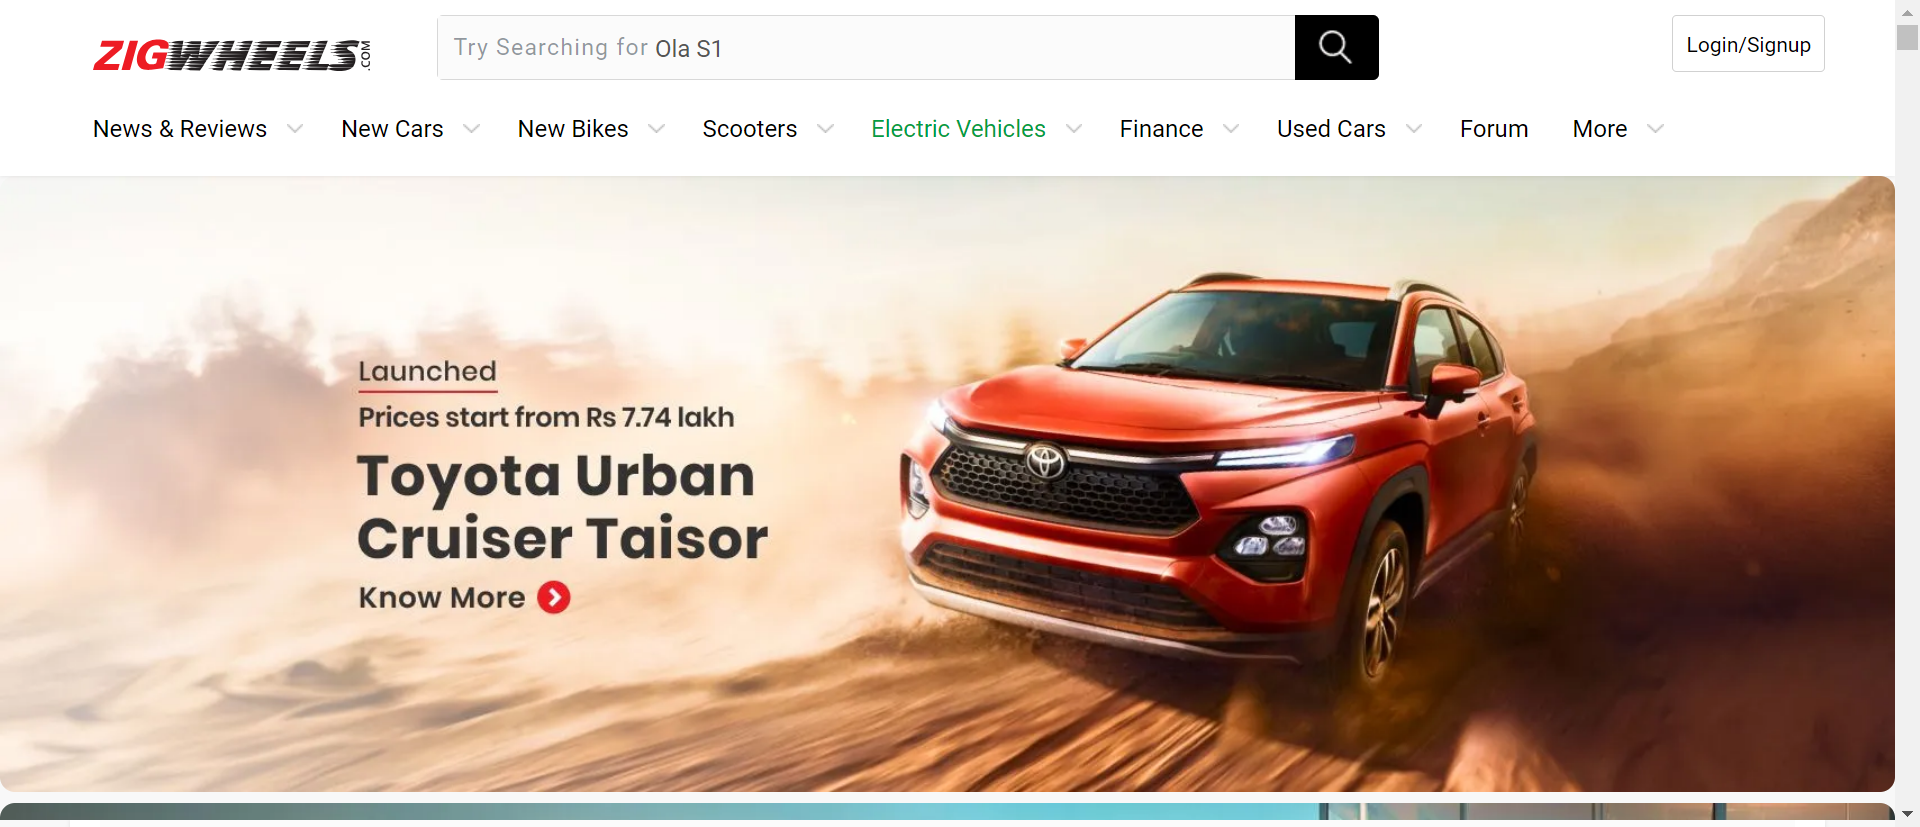 ZIGWHEELS.COM
Try Searching for Ola S1
Login/Signup
News & Reviews New Cars New Bikes Scooters Electric Vehicles Finance Used Cars Forum More
Launched
Prices start from Rs 7.74 lakh
Toyota Urban
Cruiser Taisor
Know More